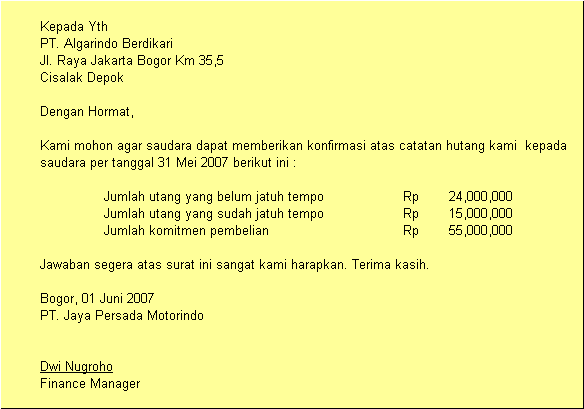 Kepada Yth
PT. Algarindo Berdikari
Jl. Raya Jakarta Bogor Km 35,5
Cisalak Depok
Dengan Hormat,
Kami mohon agar saudara dapat memberikan konfirmasi atas catatan hutang kami kepada
saudara per tanggal 31 Mei 2007 berikut ini :
Jumlah utang yang belum jatuh tempo Rp 24,000,000
Jumlah utang yang sudah jatuh tempo Rp 15,000,000
Jumlah komitmen pembelian Rp 55,000,000
Jawaban segera atas surat ini sangat kami harapkan. Terima kasih.
Bogor, 01 Juni 2007
PT. Jaya Persada Motorindo
Dwi Nugroho
Finance Manager